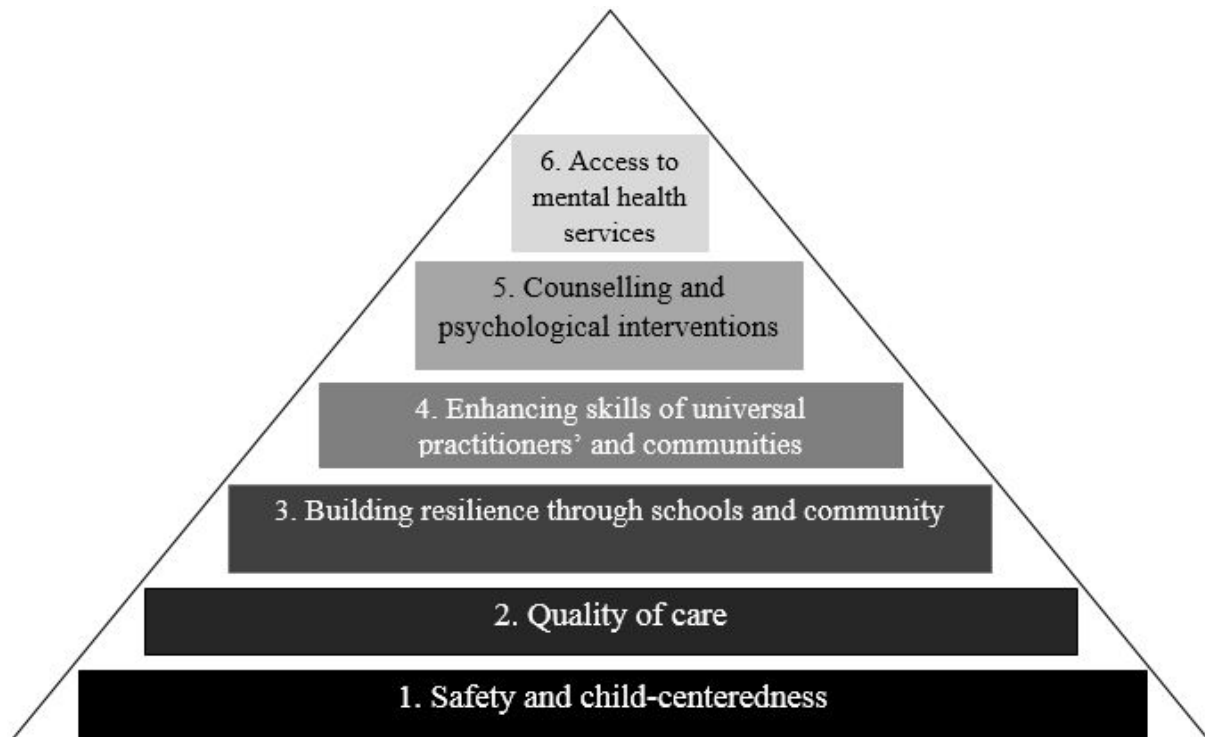 6. Access to
mental health
services
5. Counselling and
psychological interventions
4. Enhancing skills of universal
practitioners’ and communities
3. Building resilience through schools and community
2. Quality of care
1. Safety and child-centeredness